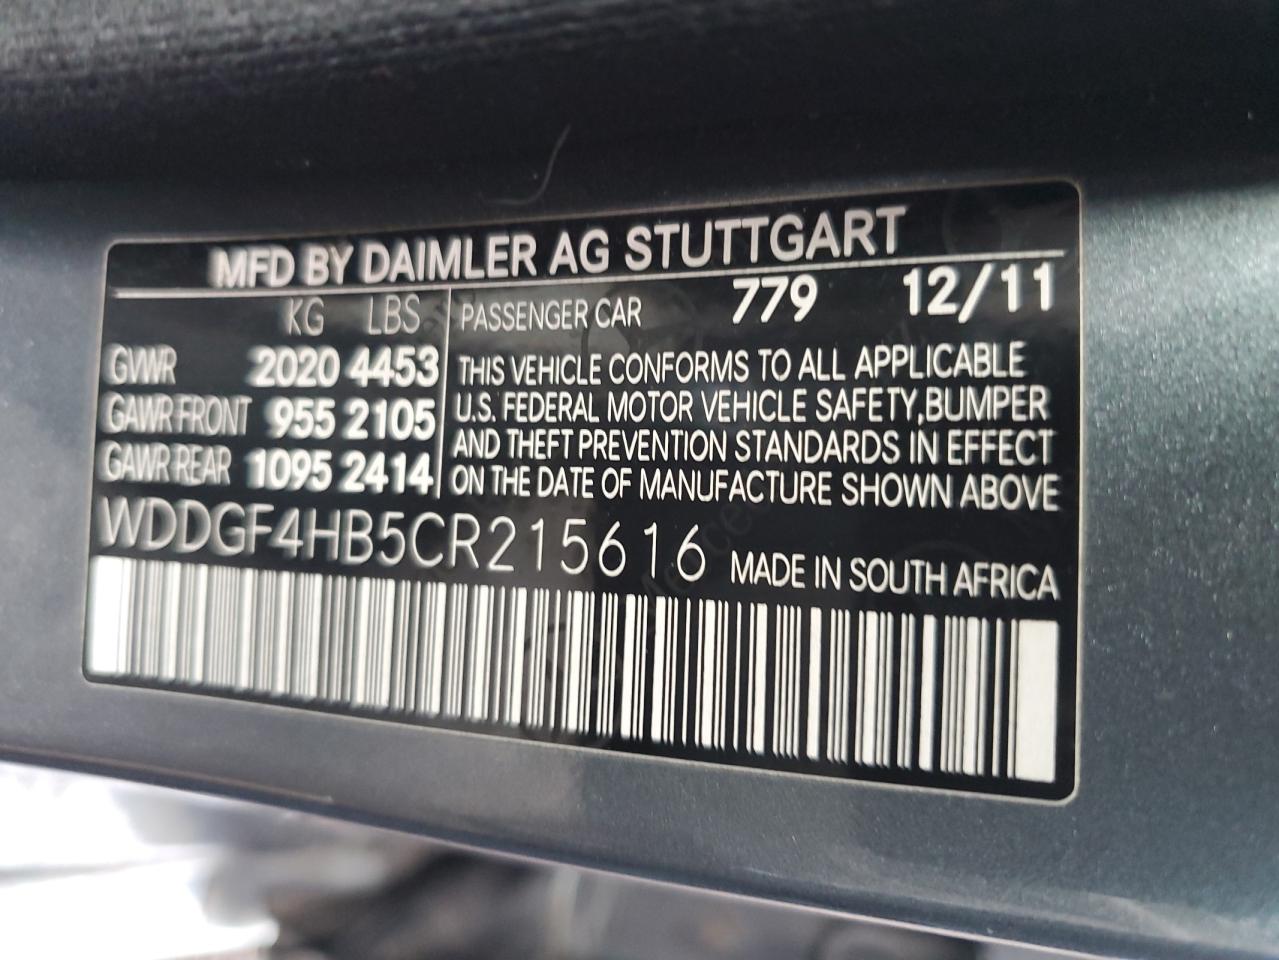 MFD BY DAIMLER AG STUTTGART
KG LBS
GVWR 2020 4453
GAWR FRONT 955 2105
GAWR REAR 1095 2414
PASSENGER CAR 779 12/11
THIS VEHICLE CONFORMS TO ALL APPLICABLE
U.S. FEDERAL MOTOR VEHICLE SAFETY, BUMPER
AND THEFT PREVENTION STANDARDS IN EFFECT
ON THE DATE OF MANUFACTURE SHOWN ABOVE
WDDGF4HB5CR215616 MADE IN SOUTH AFRICA